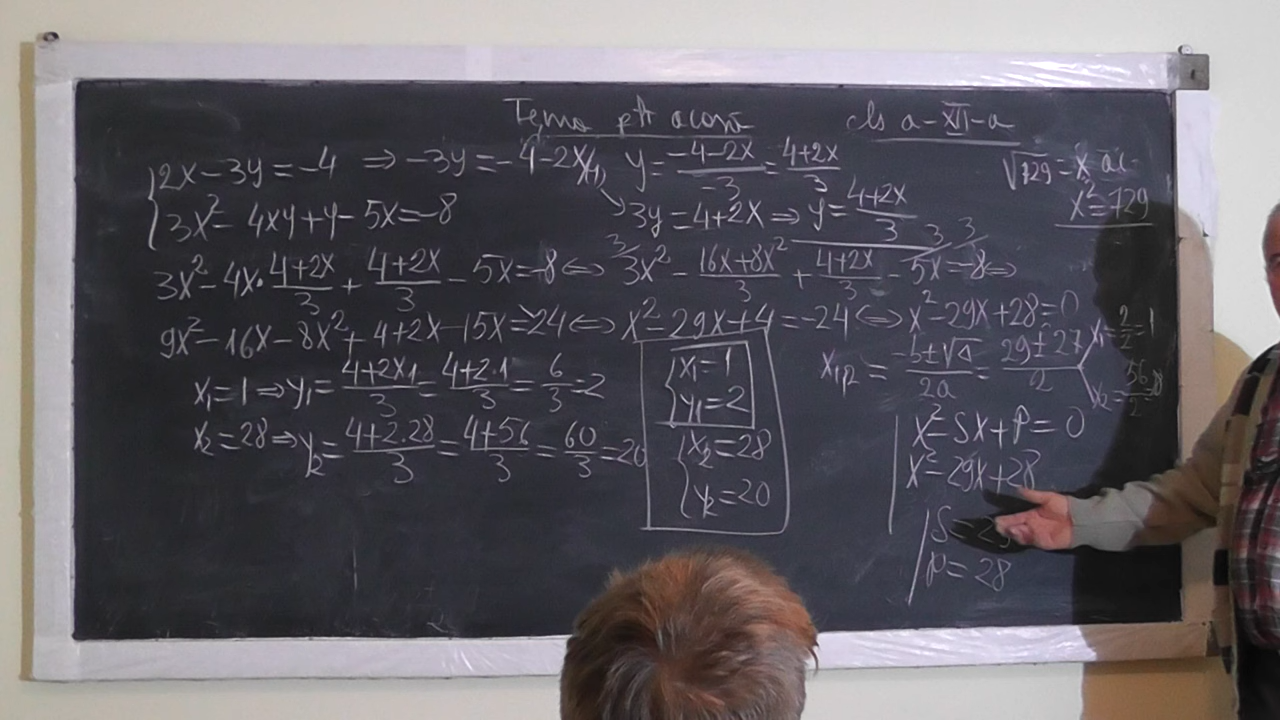 Tema ptr acasă cls a-XII-a
2x-3y=-4 ⇒ -3y=-4-2x y=-4-2x/-3=4+2x/3 √729=x
3x²-4xy+y-5x=-8 3y=4+2x ⇒ y=4+2x/3 x²=729
3x²-4x·4+2x/3+4+2x/3-5x=-8 ⇔ 3x²-16x+8x²/3+4+2x/3-5x=-8 ⇔
9x²-16x-8x²+4+2x-15x=-24 ⇔ x²-29x+4=-24 ⇔ x²-29x+28=0
x₁=1 ⇒ y₁=4+2x1/3=4+2·1/3=6/3=2
x₂=28 ⇒ y₂=4+2·28/3=4+56/3=60/3=20
x₁=1
y₁=2
x₂=28
y₂=20
x₁,₂=-b±√Δ/2a=29±27/2 x₁=2/2=1
x₂=56/2=28
x²-Sx+P=0
x²-29x+28
P=28